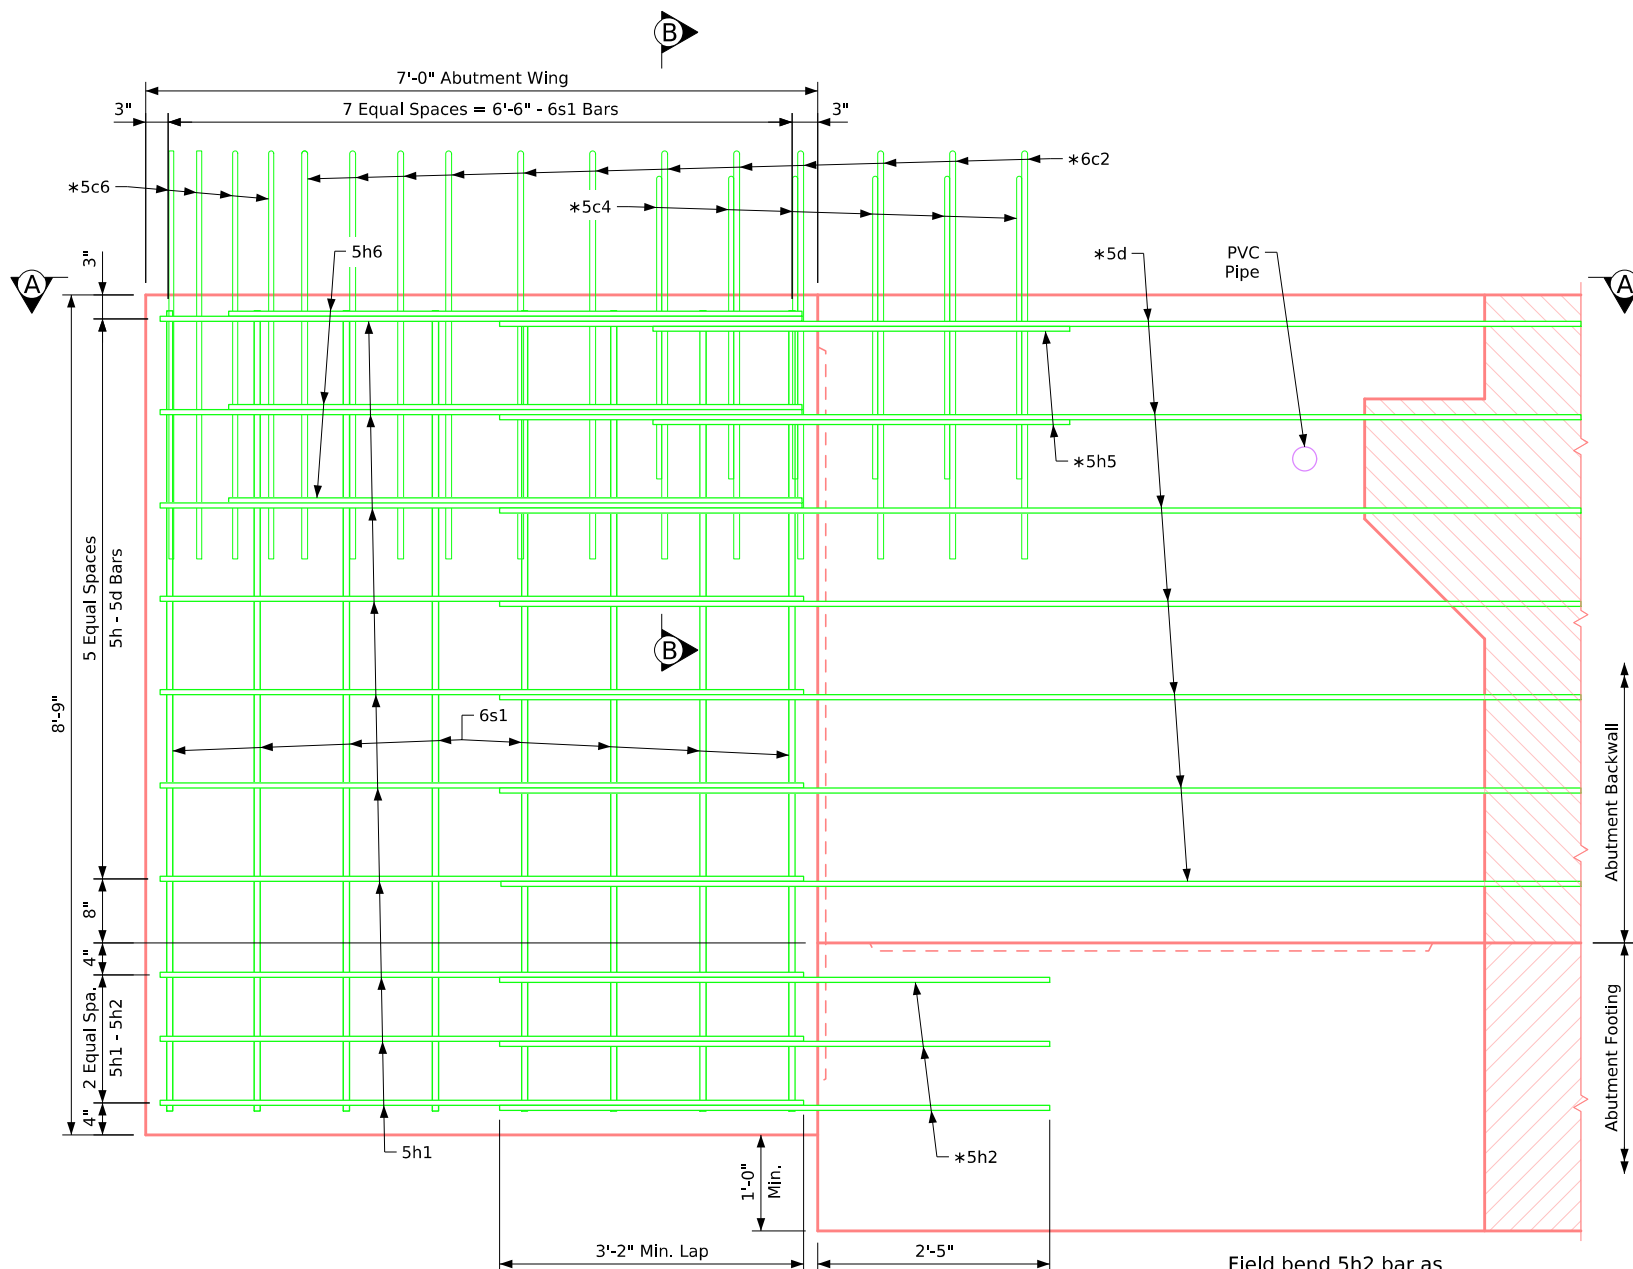 B
7'-0" Abutment Wing
3"
7 Equal Spaces = 6'-6" - 6s1 Bars
3"
∗6c2
∗5c6
∗5c4
3"
5h6
∗5d
PVC
Pipe
A
A
∗5h5
5 Equal Spaces
5h - 5d Bars
B
8'-9"
6s1
Abutment Backwall
8"
4"
2 Equal Spa.
5h1 - 5h2
4"
Abutment Footing
5h1
∗5h2
1'-0"
Min.
3'-2" Min. Lap
2'-5"
Field bend 5h2 bar as